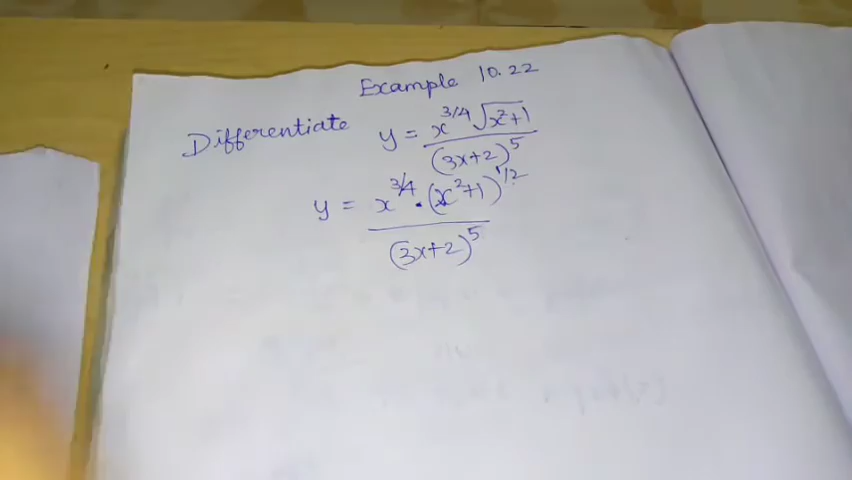 Example 10.22
Differentiate y = x^{3/4} √(x²+1) / (3x+2)^5
y = x^{3/4} · (x²+1)^{1/2} / (3x+2)^5